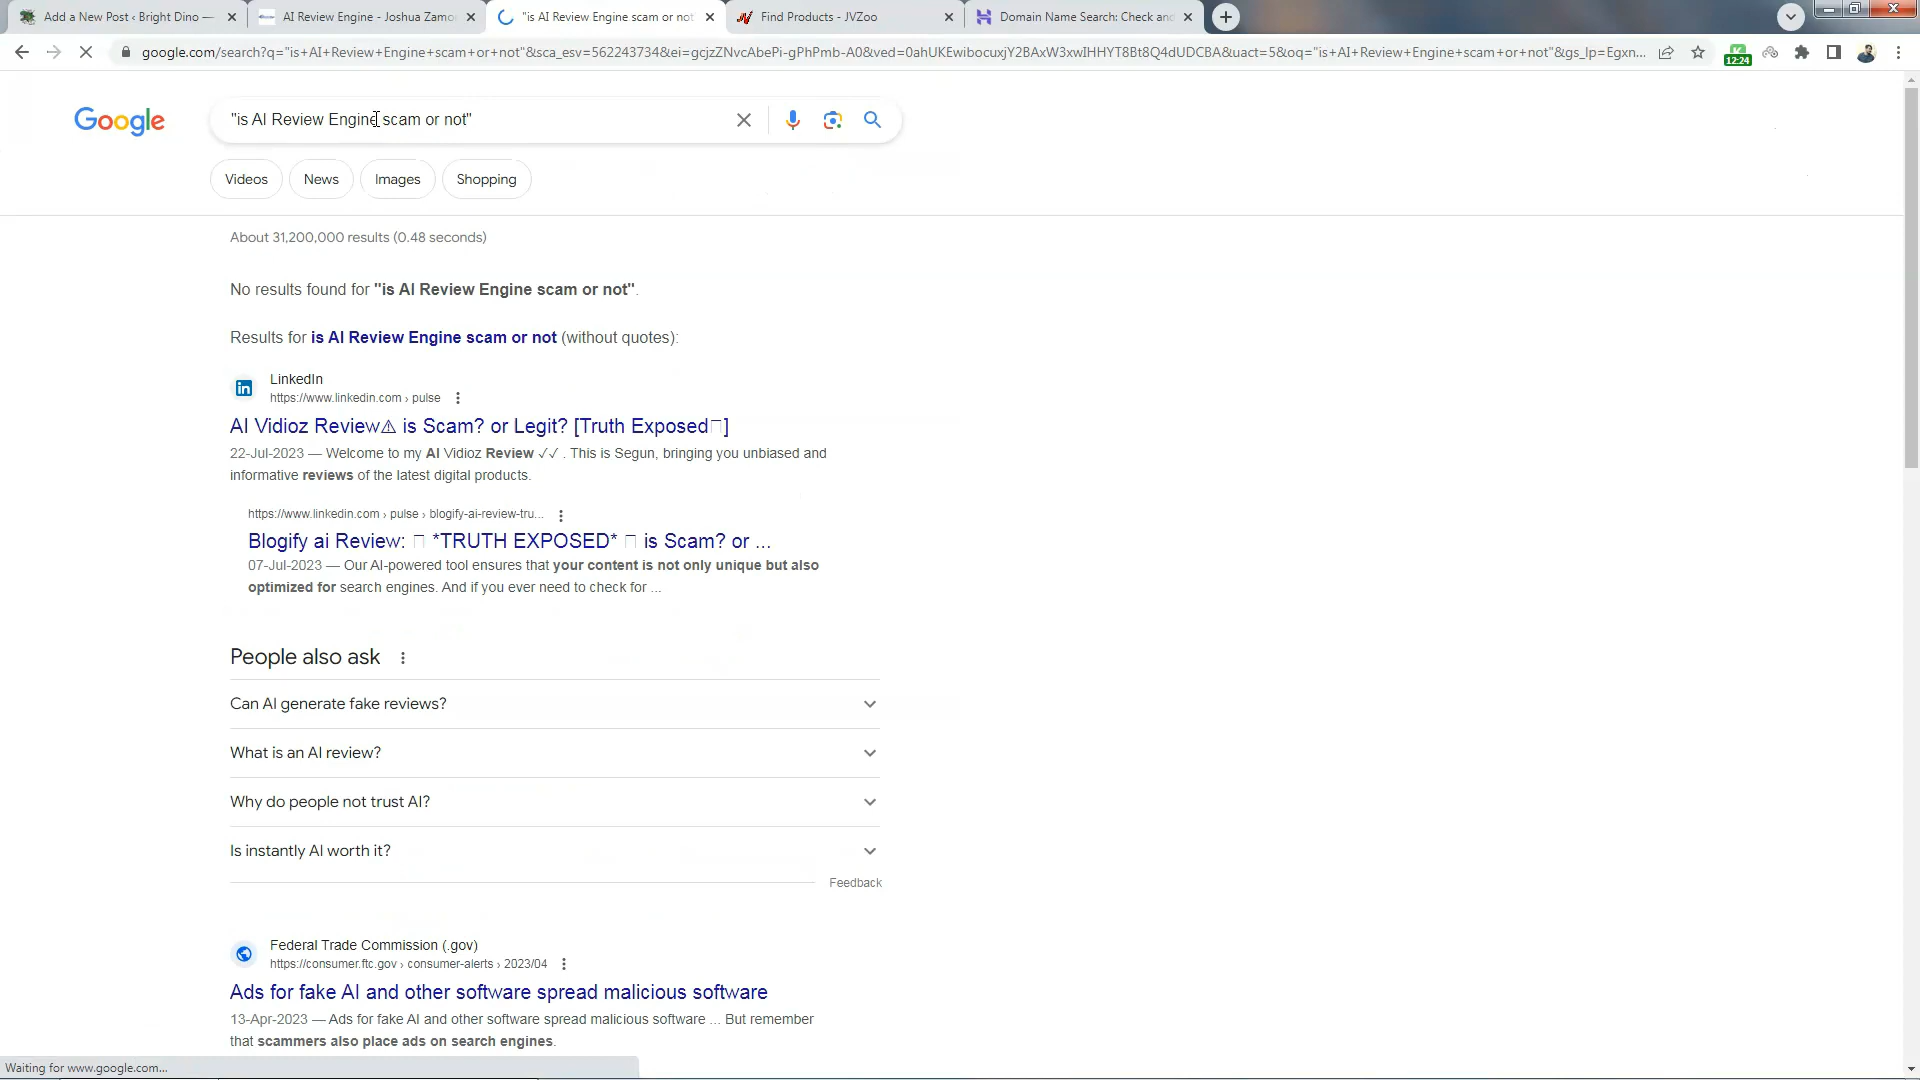 Add a New Post ‹ Bright Dino —
AI Review Engine - Joshua Zamo
"is AI Review Engine scam or not
Find Products - JVZoo
Domain Name Search: Check and
google.com/search?q="is+AI+Review+Engine+scam+or+not"&sca_esv=562243734&ei=gcjzZNvcAbePi-gPhPmb-A0&ved=0ahUKEwibocuxjY2BAxW3xwIHHYT8Bt8Q4dUDCBA&uact=5&oq="is+AI+Review+Engine+scam+or+not"&gs_lp=Egxn...
12:24
Google
"is AI Review Engine scam or not"
Videos
News
Images
Shopping
About 31,200,000 results (0.48 seconds)
No results found for "is AI Review Engine scam or not".
Results for is AI Review Engine scam or not (without quotes):
LinkedIn
https://www.linkedin.com › pulse
AI Vidioz Review⚠ is Scam? or Legit? [Truth Exposed□]
22-Jul-2023 — Welcome to my AI Vidioz Review ✓✓ . This is Segun, bringing you unbiased and
informative reviews of the latest digital products.
https://www.linkedin.com › pulse › blogify-ai-review-tru...
Blogify ai Review: □ *TRUTH EXPOSED* □ is Scam? or ...
07-Jul-2023 — Our AI-powered tool ensures that your content is not only unique but also
optimized for search engines. And if you ever need to check for ...
People also ask
Can AI generate fake reviews?
What is an AI review?
Why do people not trust AI?
Is instantly AI worth it?
Feedback
Federal Trade Commission (.gov)
https://consumer.ftc.gov › consumer-alerts › 2023/04
Ads for fake AI and other software spread malicious software
13-Apr-2023 — Ads for fake AI and other software spread malicious software ... But remember
that scammers also place ads on search engines.
Waiting for www.google.com...